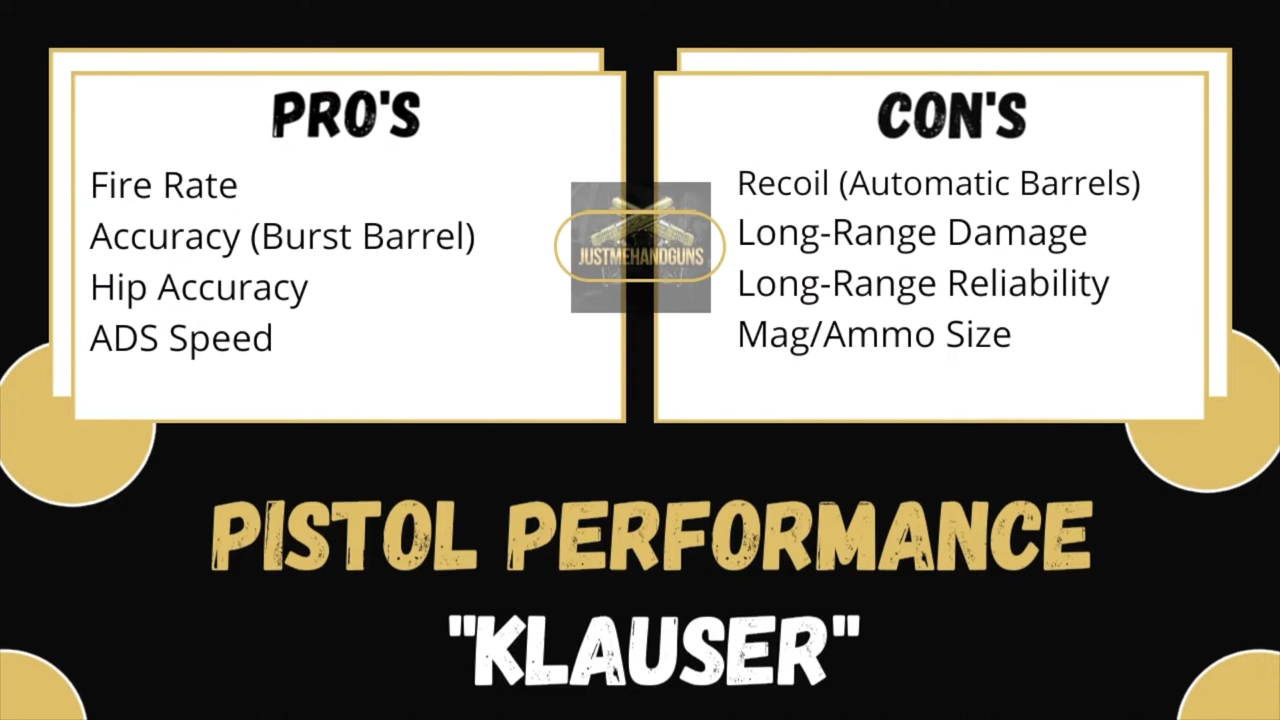 PRO'S
Fire Rate
Accuracy (Burst Barrel)
Hip Accuracy
ADS Speed
JUSTMEHANDGUNS
CON'S
Recoil (Automatic Barrels)
Long-Range Damage
Long-Range Reliability
Mag/Ammo Size
PISTOL PERFORMANCE
"KLAUSER"